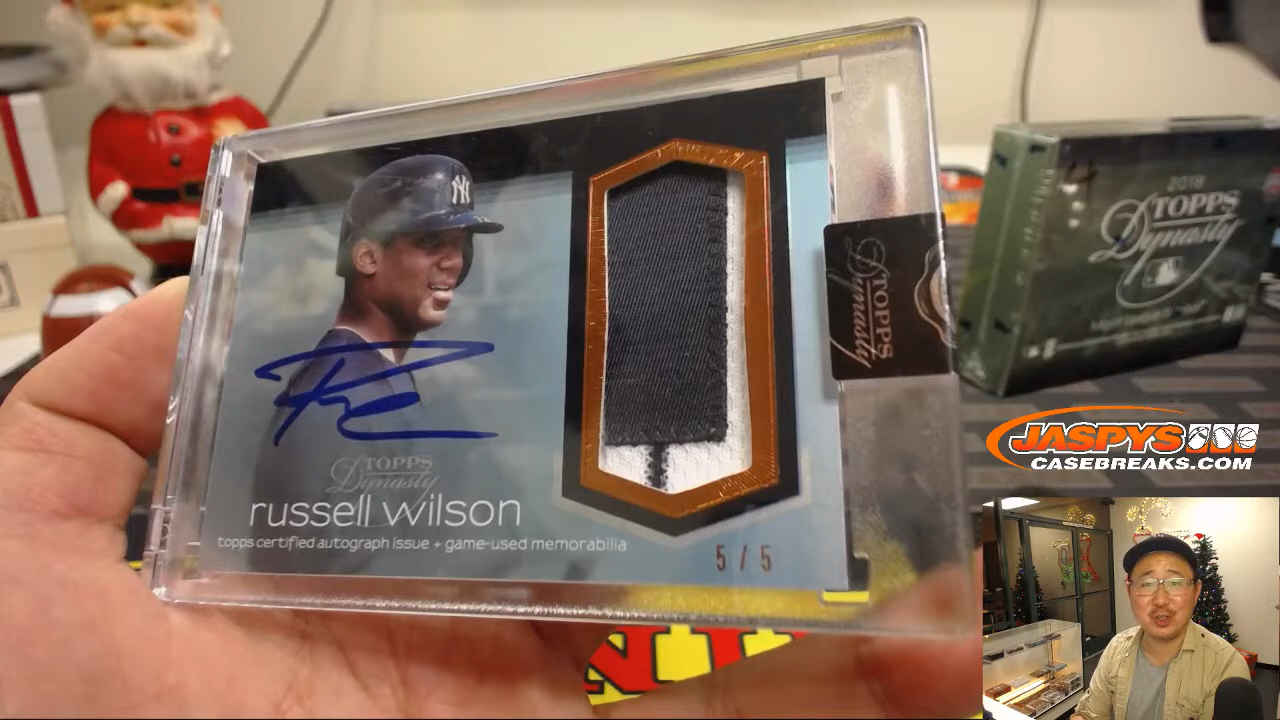 NY
TOPPS
Dynasty
russell wilson
topps certified autograph issue + game-used memorabilia
5 / 5
TOPPS
Dynasty
4
2018
TOPPS
Dynasty
JASPYS
CASEBREAKS.COM